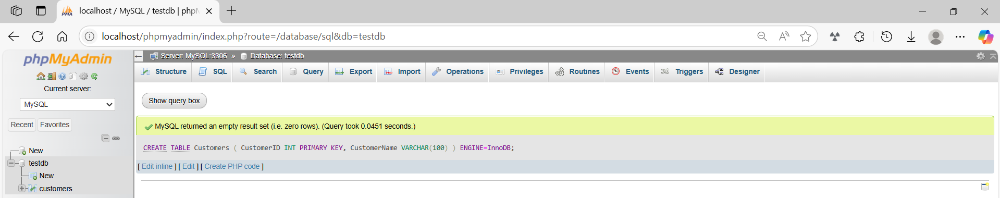 localhost / MySQL / testdb | phpM
localhost/phpmyadmin/index.php?route=/database/sql&db=testdb
phpMyAdmin
Current server:
MySQL
Recent Favorites
New
testdb
New
customers
Server: MySQL:3306 » Database: testdb
Structure SQL Search Query Export Import Operations Privileges Routines Events Triggers Designer
Show query box
MySQL returned an empty result set (i.e. zero rows). (Query took 0.0451 seconds.)
CREATE TABLE Customers ( CustomerID INT PRIMARY KEY, CustomerName VARCHAR(100) ) ENGINE=InnoDB;
[ Edit inline ] [ Edit ] [ Create PHP code ]